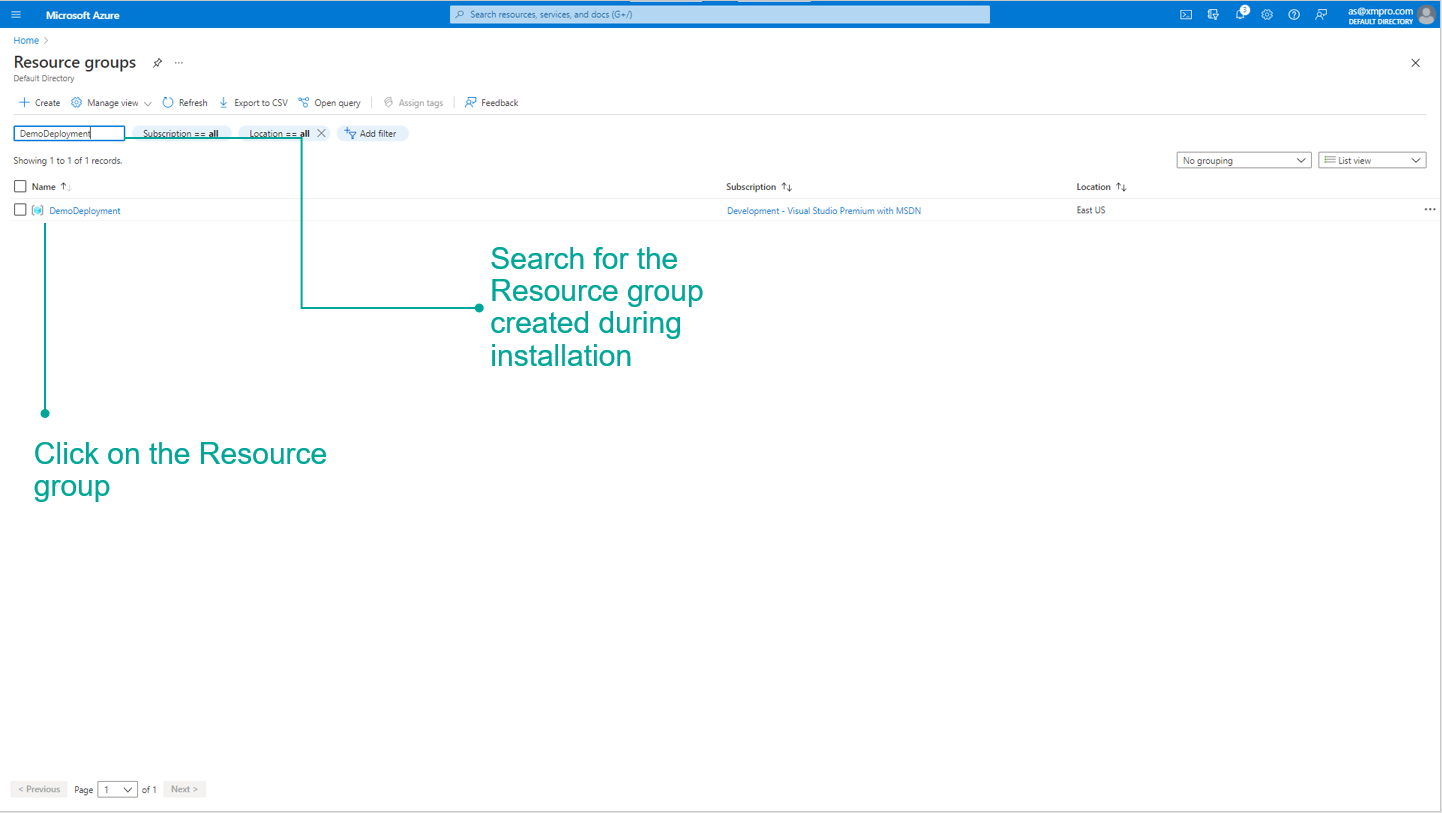 Microsoft Azure
Search resources, services, and docs (G+/)
3
as@xmpro.com
DEFAULT DIRECTORY
Home >
Resource groups
...
Default Directory
Create Manage view Refresh Export to CSV Open query Assign tags Feedback
DemoDeployment Subscription == all Location == all Add filter
Showing 1 to 1 of 1 records. No grouping List view
Name Subscription Location
DemoDeployment Development - Visual Studio Premium with MSDN East US ...
Search for the
Resource group
created during
installation
Click on the Resource
group
< Previous Page 1 of 1 Next >